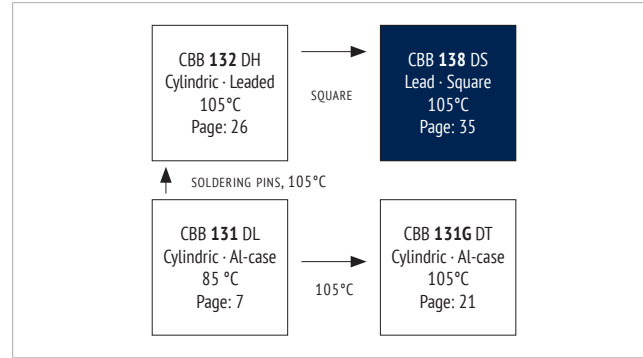 CBB 132 DH
Cylindric · Leaded
105°C
Page: 26
SQUARE
CBB 138 DS
Lead · Square
105°C
Page: 35
SOLDERING PINS, 105°C
CBB 131 DL
Cylindric · Al-case
85 °C
Page: 7
105°C
CBB 131G DT
Cylindric · Al-case
105°C
Page: 21